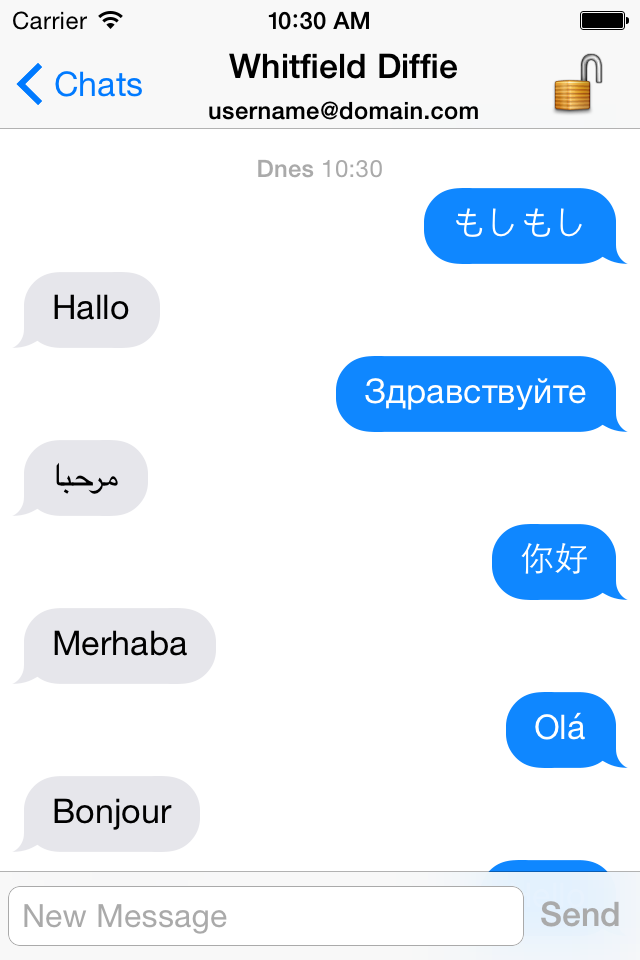 Carrier 10:30 AM
Chats Whitfield Diffie
username@domain.com
Dnes 10:30
もしもし
Hallo
Здравствуйте
مرحبا
你好
Merhaba
Olá
Bonjour
New Message Send